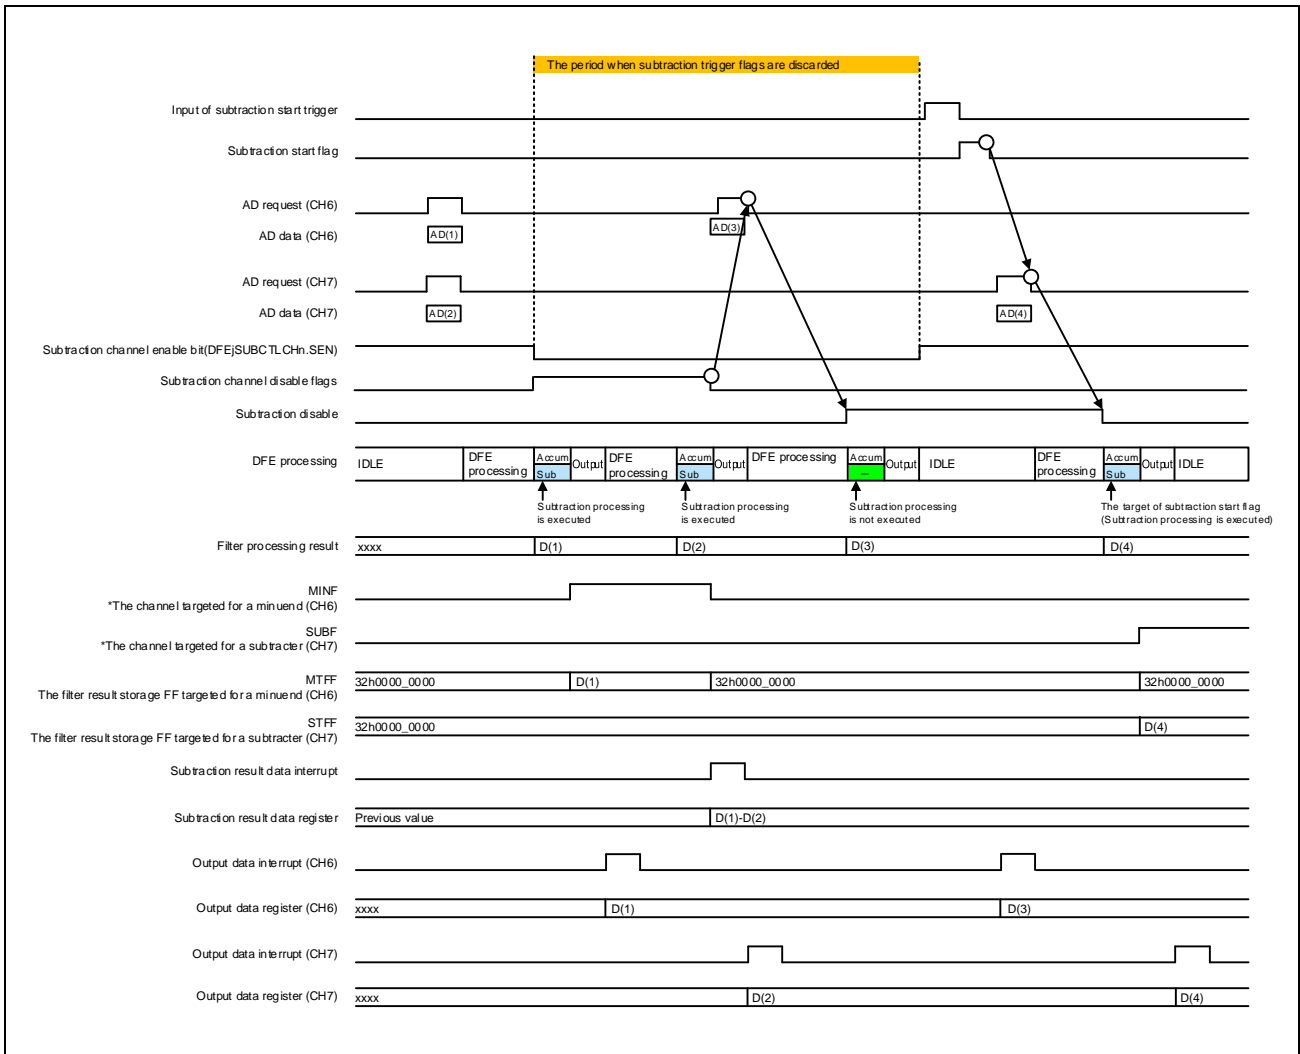 The period when subtraction trigger flags are discarded
Input of subtraction start trigger
Subtraction start flag
AD request (CH6)
AD data (CH6)
AD(1)
AD(3)
AD request (CH7)
AD data (CH7)
AD(2)
AD(4)
Subtraction channel enable bit(DFEjSUBCTLCHn.SEN)
Subtraction channel disable flags
Subtraction disable
DFE processing
IDLE
DFE processing
Accum
Sub
Output
DFE processing
Accum
Sub
Output
DFE processing
Accum
—
Output
IDLE
DFE processing
Accum
Sub
Output
IDLE
Subtraction processing
is executed
Subtraction processing
is executed
Subtraction processing
is not executed
The target of subtraction start flag
(Subtraction processing is executed)
Filter processing result
xxxx
D(1)
D(2)
D(3)
D(4)
MINF
*The channel targeted for a minuend (CH6)
SUBF
*The channel targeted for a subtracter (CH7)
MTFF
The filter result storage FF targeted for a minuend (CH6)
32h0000_0000
D(1)
32h0000_0000
32h0000_0000
STFF
The filter result storage FF targeted for a subtracter (CH7)
32h0000_0000
D(4)
Subtraction result data interrupt
Subtraction result data register
Previous value
D(1)-D(2)
Output data interrupt (CH6)
Output data register (CH6)
xxxx
D(1)
D(3)
Output data interrupt (CH7)
Output data register (CH7)
xxxx
D(2)
D(4)